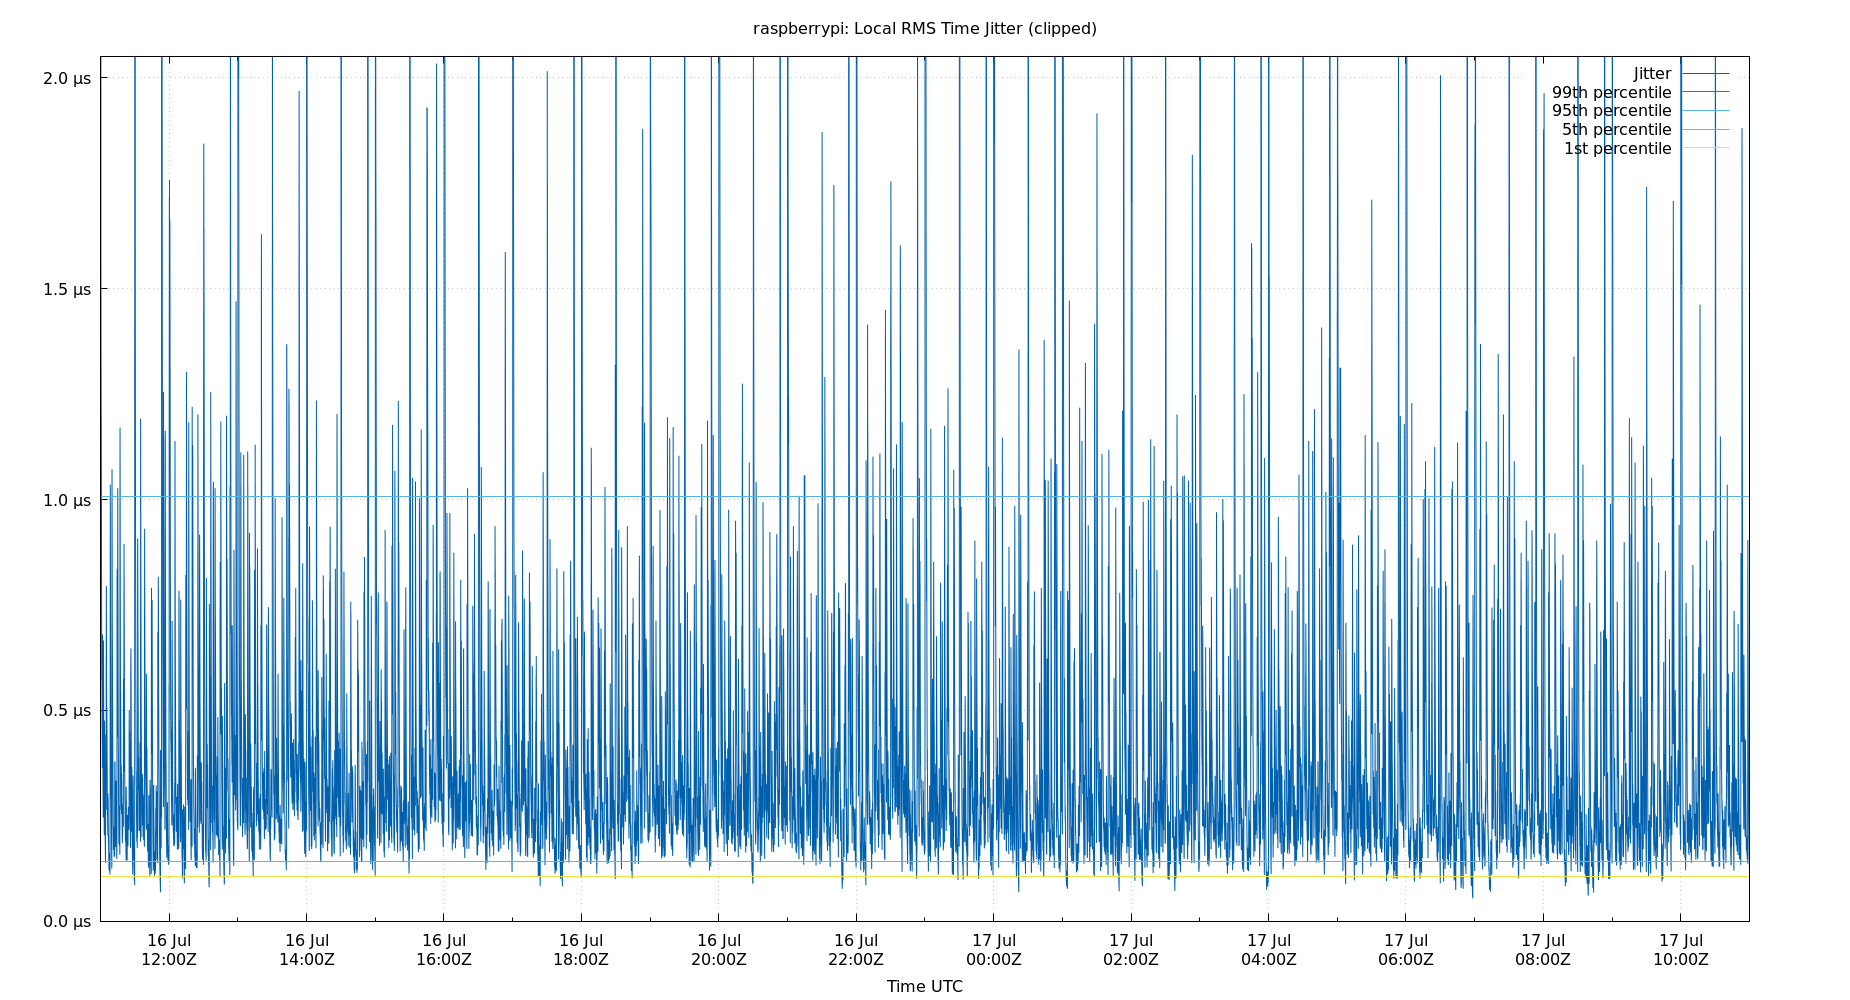 raspberrypi: Local RMS Time Jitter (clipped)
2.0 µs
1.5 µs
1.0 µs
0.5 µs
0.0 µs
Jitter
99th percentile
95th percentile
5th percentile
1st percentile
16 Jul 16 Jul 16 Jul 16 Jul 16 Jul 16 Jul 17 Jul 17 Jul 17 Jul 17 Jul 17 Jul 17 Jul
12:00Z 14:00Z 16:00Z 18:00Z 20:00Z 22:00Z 00:00Z 02:00Z 04:00Z 06:00Z 08:00Z 10:00Z
Time UTC